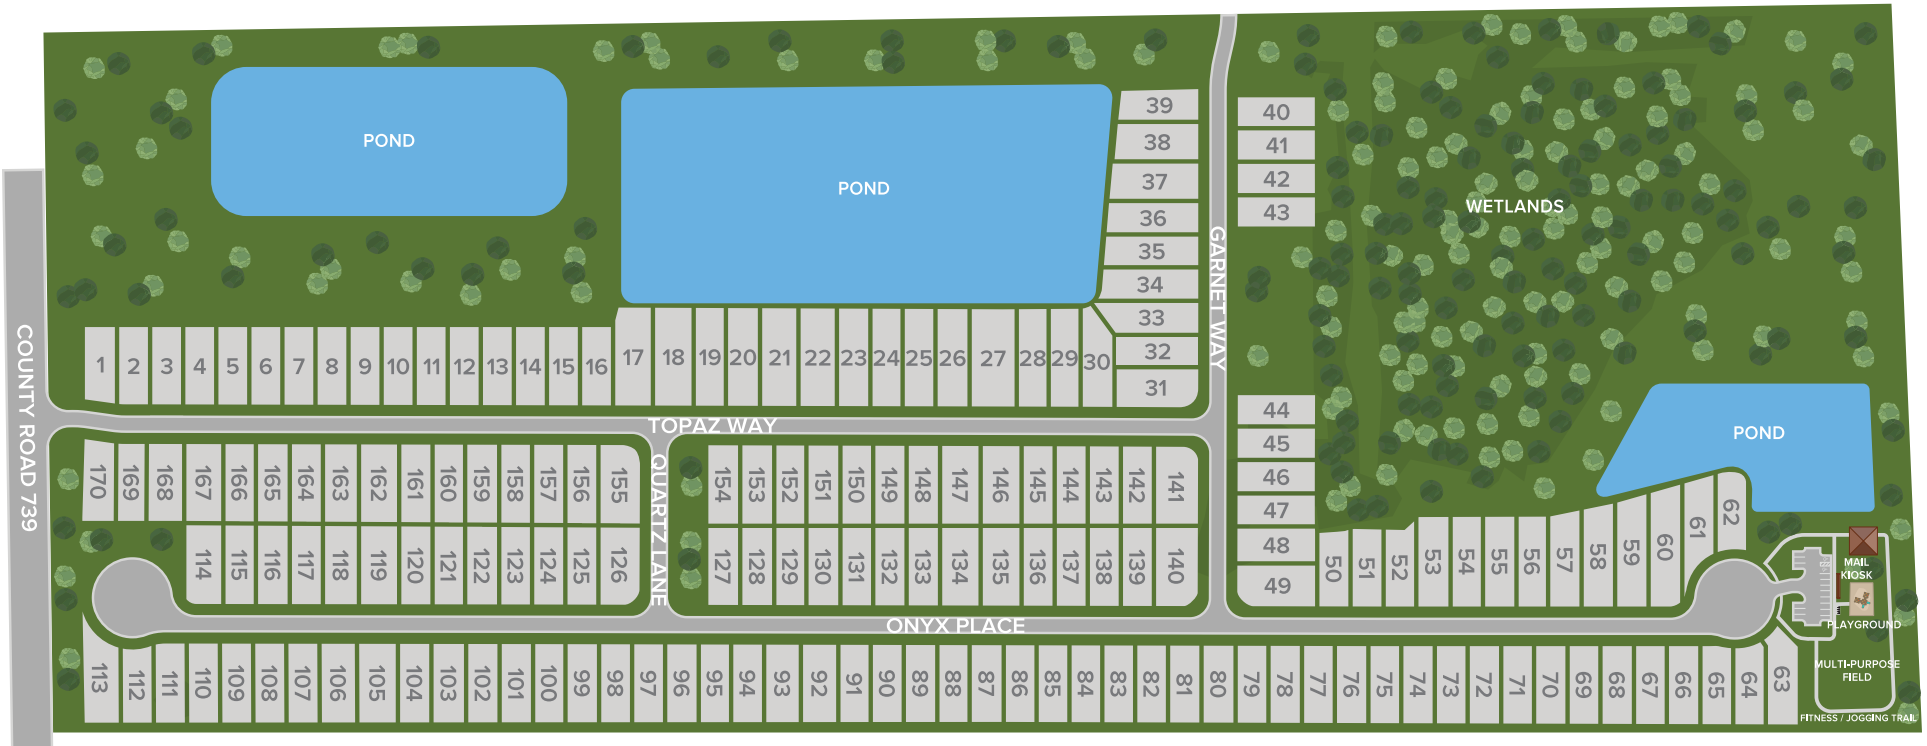 POND
POND
39
38
37
36
35
34
33
32
31
40
41
42
43
WETLANDS
GARNET WAY
COUNTY ROAD 739
1 2 3 4 5 6 7 8 9 10 11 12 13 14 15 16 17 18 19 20 21 22 23 24 25 26 27 28 29 30
44
45
46
47
48
49
POND
TOPAZ WAY
170 169 168 167 166 165 164 163 162 161 160 159 158 157 156 155
QUARTZ LANE
154 153 152 151 150 149 148 147 146 145 144 143 142 141
114 115 116 117 118 119 120 121 122 123 124 125 126
127 128 129 130 131 132 133 134 135 136 137 138 139 140
50 51 52 53 54 55 56 57 58 59 60 61 62
MAIL
KIOSK
PLAYGROUND
ONYX PLACE
113 112 111 110 109 108 107 106 105 104 103 102 101 100 99 98 97 96 95 94 93 92 91 90 89 88 87 86 85 84 83 82 81 80 79 78 77 76 75 74 73 72 71 70 69 68 67 66 65 64 63
MULTI-PURPOSE
FIELD
FITNESS / JOGGING TRAIL